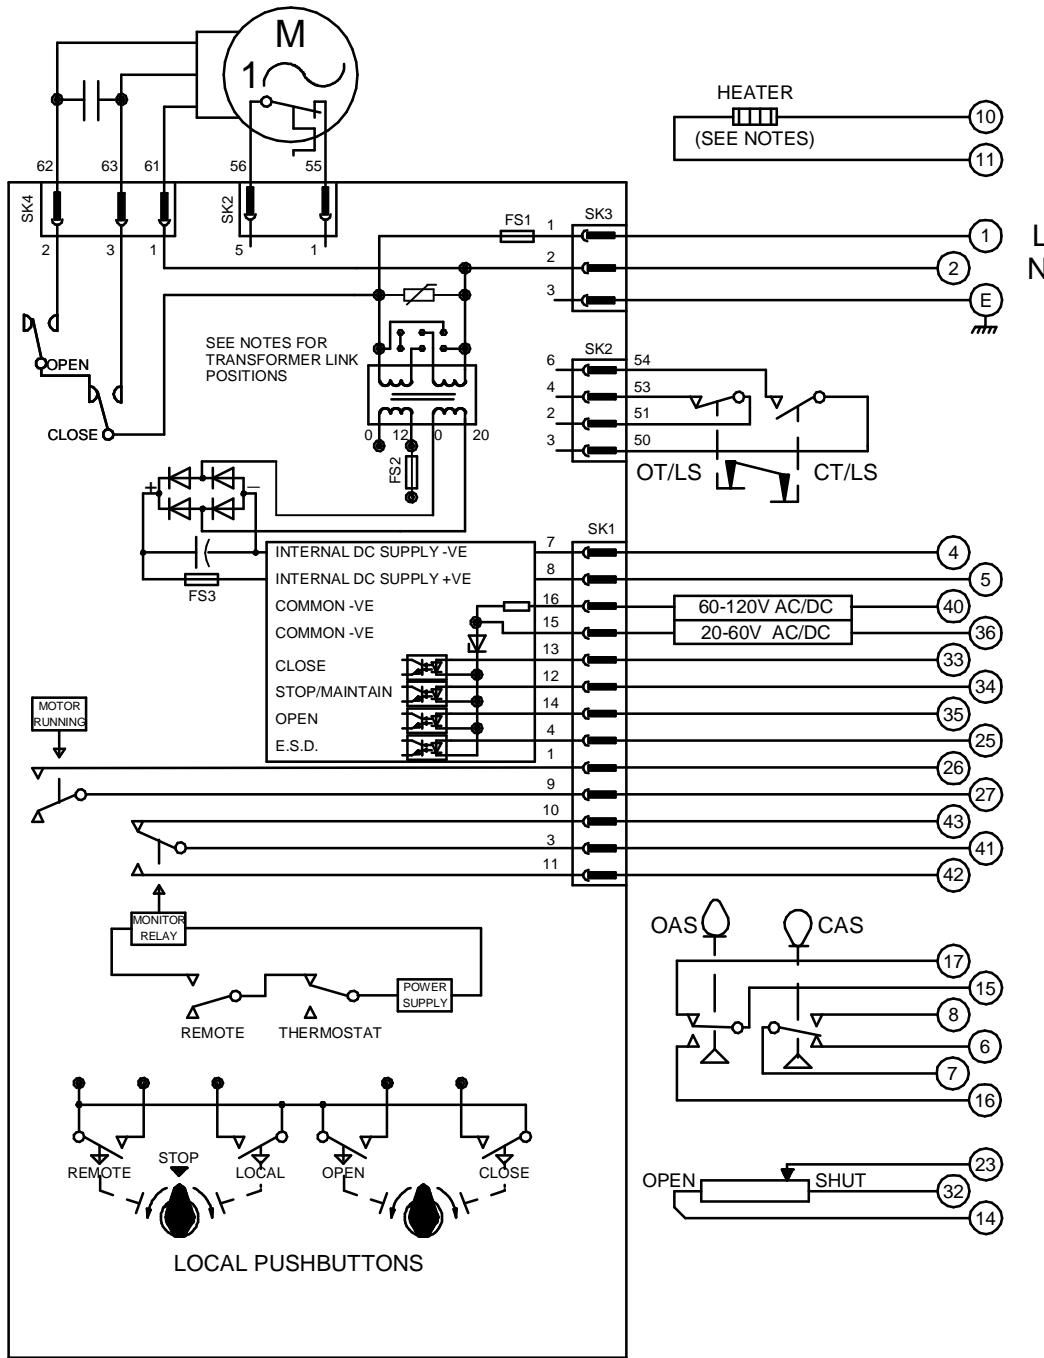 M
1
HEATER
10
(SEE NOTES)
11
62 63 61 56 55
SK4
SK2
2 3 1 5 1
FS1
SK3
1
1
L
2
2
N
3
E
SEE NOTES FOR
TRANSFORMER LINK
POSITIONS
OPEN
CLOSE
0 12 0 20
FS2
SK2
6 54
4 53
2 51
3 50
OT/LS CT/LS
+ −
FS3
SK1
INTERNAL DC SUPPLY -VE 7 4
INTERNAL DC SUPPLY +VE 8 5
COMMON -VE 16 60-120V AC/DC 40
COMMON -VE 15 20-60V AC/DC 36
CLOSE 13 33
STOP/MAINTAIN 12 34
OPEN 14 35
E.S.D. 4 25
1 26
9 27
10 43
3 41
11 42
MOTOR
RUNNING
MONITOR
RELAY
POWER
SUPPLY
REMOTE THERMOSTAT
OAS CAS
17
15
8
6
7
16
REMOTE STOP LOCAL OPEN CLOSE
LOCAL PUSHBUTTONS
OPEN SHUT
23
32
14